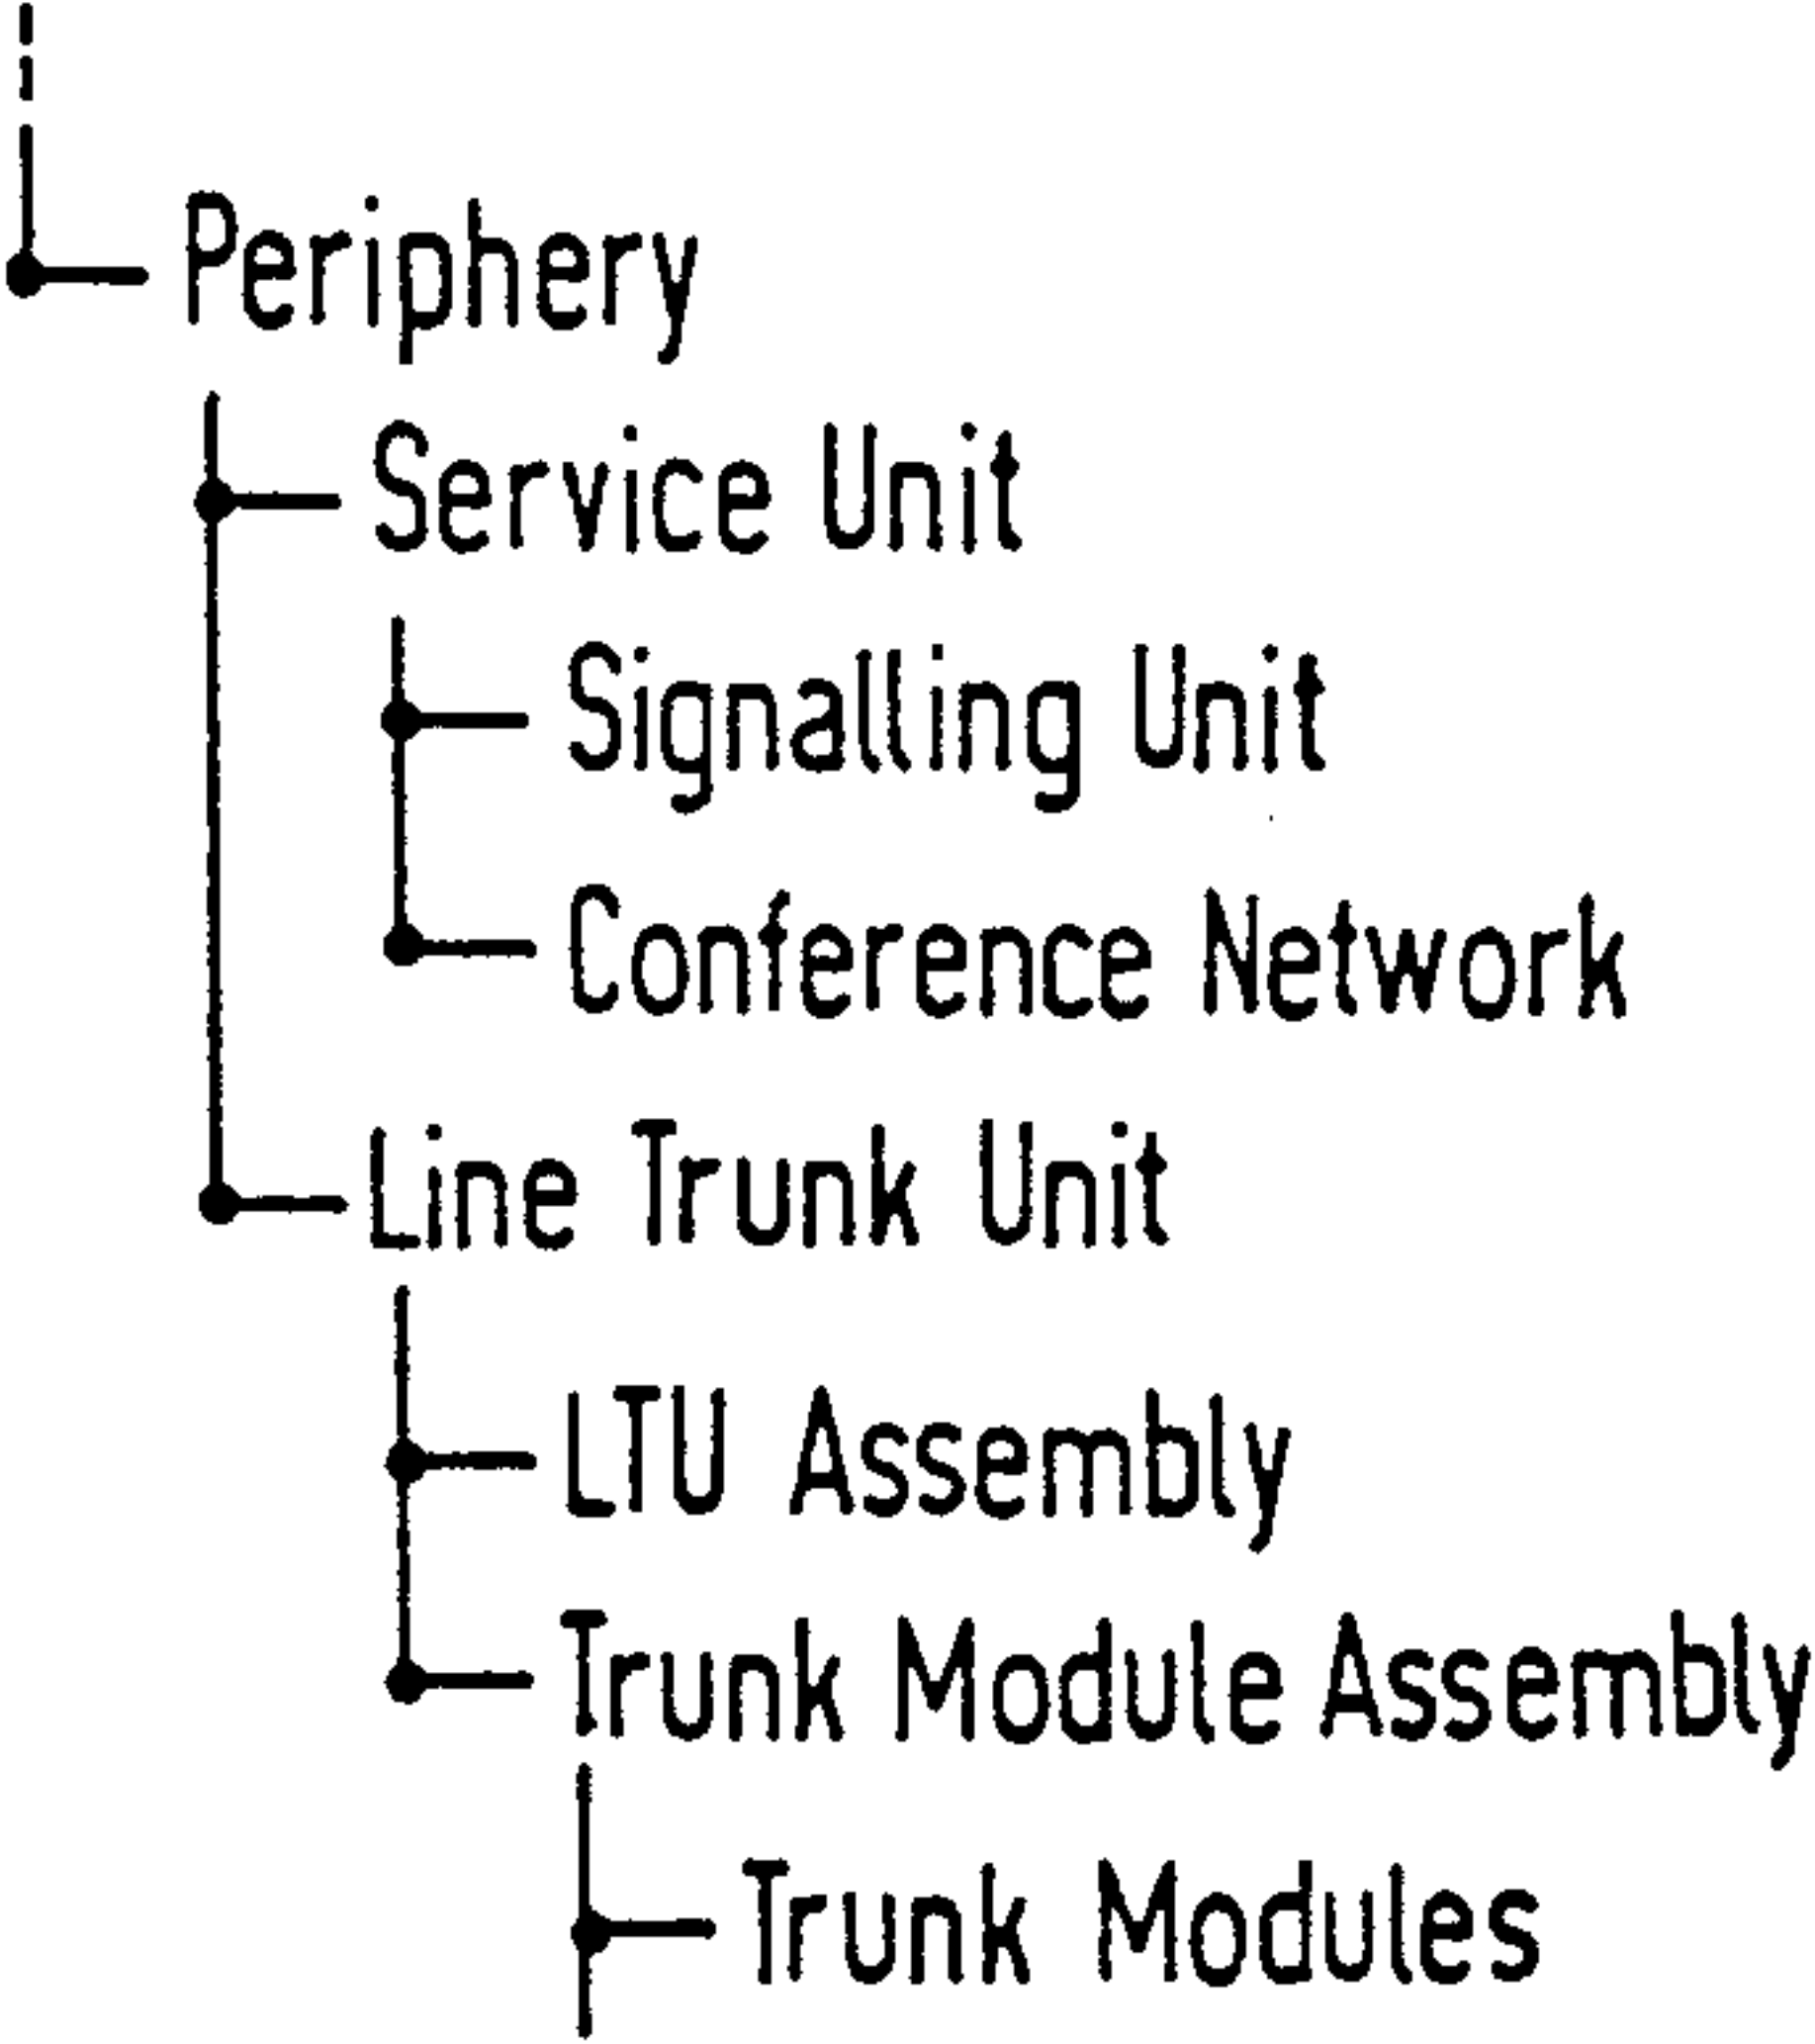 Periphery
Service Unit
Signalling Unit
Conference Network
Line Trunk Unit
LTU Assembly
Trunk Module Assembly
Trunk Modules